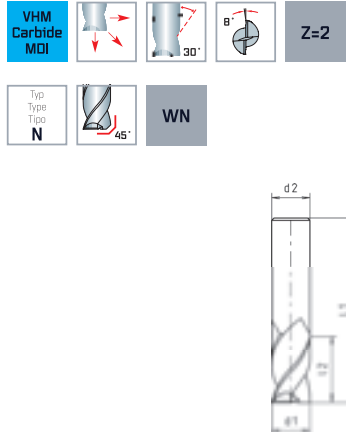 VHM
Carbide
MDI
30°
8°
Z=2
Typ
Type
Tipo
N
45°
WN
d2
L1
L2
d1